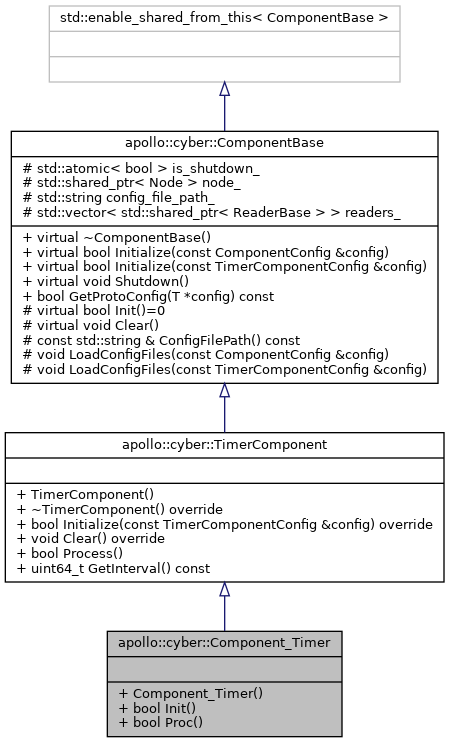 std::enable_shared_from_this< ComponentBase >
apollo::cyber::ComponentBase
# std::atomic< bool > is_shutdown_
# std::shared_ptr< Node > node_
# std::string config_file_path_
# std::vector< std::shared_ptr< ReaderBase > > readers_
+ virtual ~ComponentBase()
+ virtual bool Initialize(const ComponentConfig &config)
+ virtual bool Initialize(const TimerComponentConfig &config)
+ virtual void Shutdown()
+ bool GetProtoConfig(T *config) const
# virtual bool Init()=0
# virtual void Clear()
# const std::string & ConfigFilePath() const
# void LoadConfigFiles(const ComponentConfig &config)
# void LoadConfigFiles(const TimerComponentConfig &config)
apollo::cyber::TimerComponent
+ TimerComponent()
+ ~TimerComponent() override
+ bool Initialize(const TimerComponentConfig &config) override
+ void Clear() override
+ bool Process()
+ uint64_t GetInterval() const
apollo::cyber::Component_Timer
+ Component_Timer()
+ bool Init()
+ bool Proc()